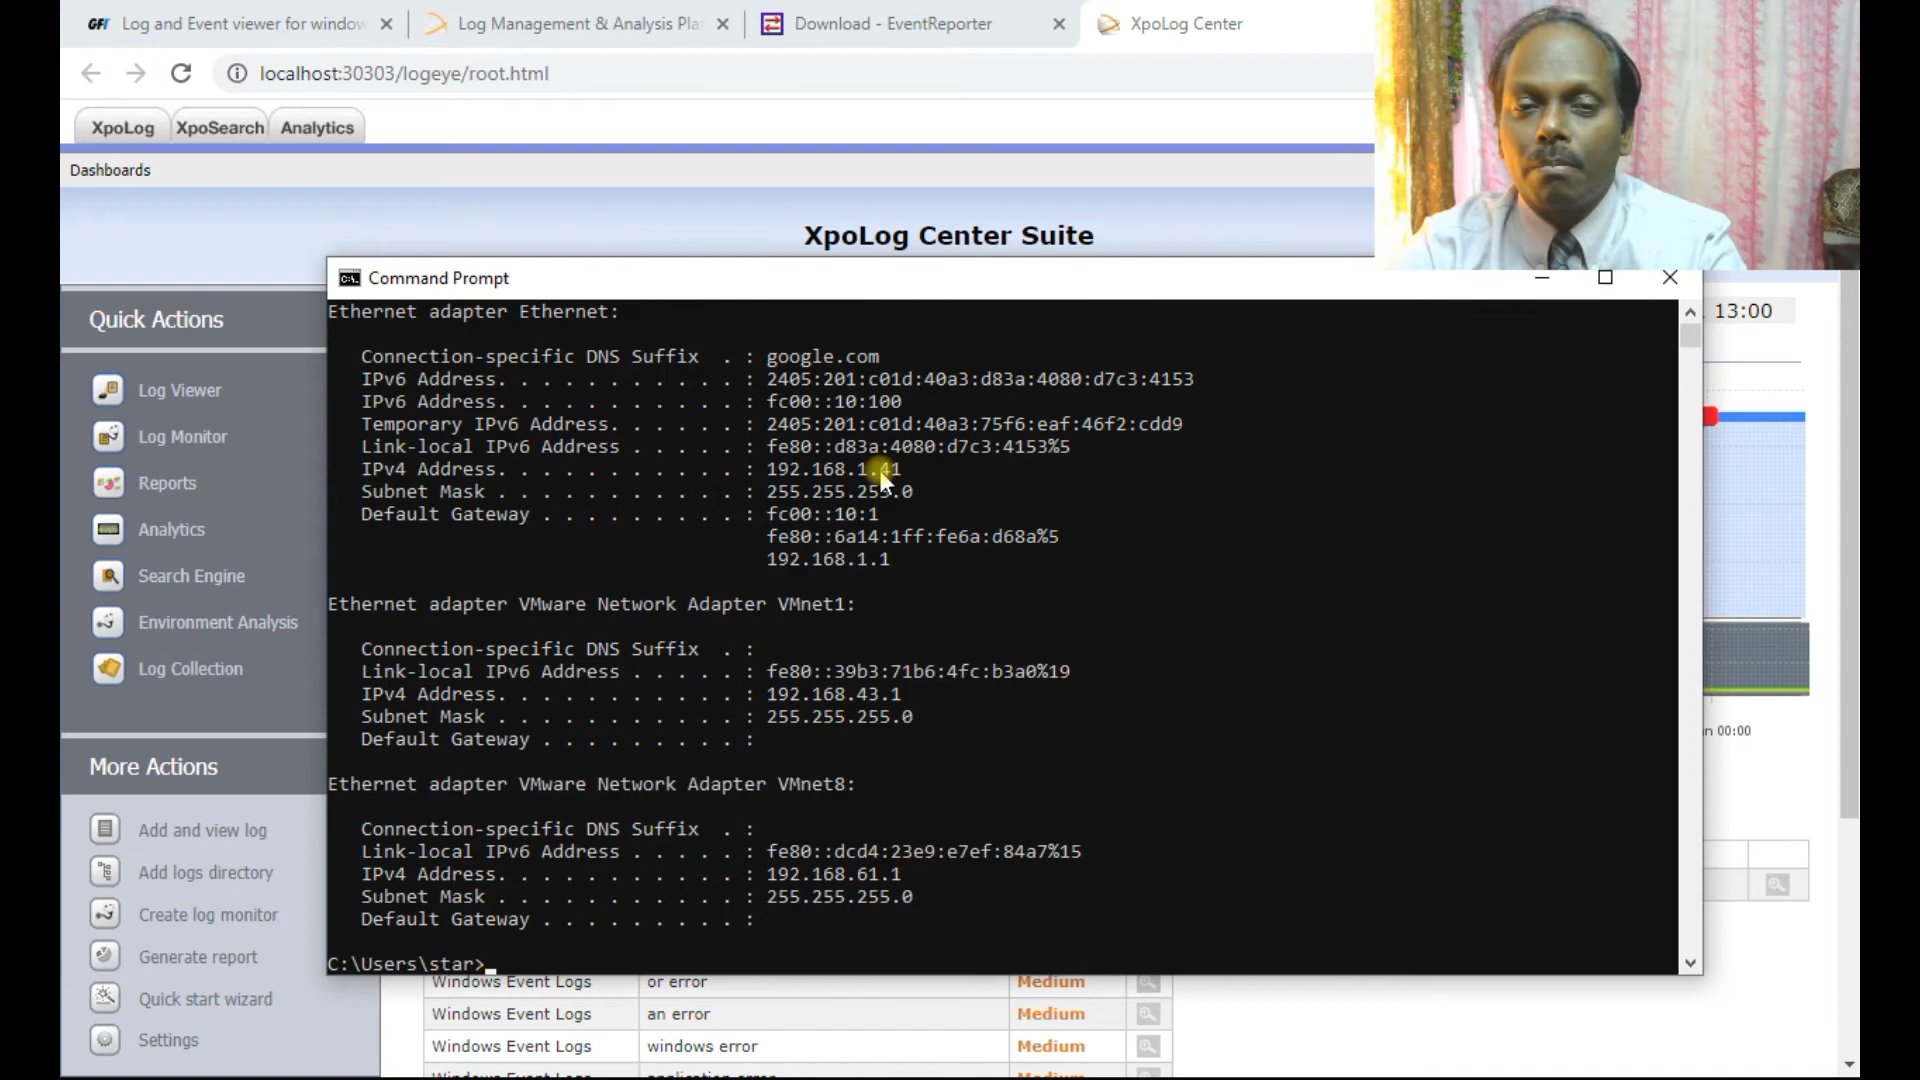 GFI Log and Event viewer for window
Log Management & Analysis Pla
Download - EventReporter
XpoLog Center
localhost:30303/logeye/root.html
XpoLog XpoSearch Analytics
Dashboards
XpoLog Center Suite
Quick Actions
Log Viewer
Log Monitor
Reports
Analytics
Search Engine
Environment Analysis
Log Collection
More Actions
Add and view log
Add logs directory
Create log monitor
Generate report
Quick start wizard
Settings
Command Prompt
Ethernet adapter Ethernet:
Connection-specific DNS Suffix . : google.com
IPv6 Address. . . . . . . . . . . : 2405:201:c01d:40a3:d83a:4080:d7c3:4153
IPv6 Address. . . . . . . . . . . : fc00::10:100
Temporary IPv6 Address. . . . . . : 2405:201:c01d:40a3:75f6:eaf:46f2:cdd9
Link-local IPv6 Address . . . . . : fe80::d83a:4080:d7c3:4153%5
IPv4 Address. . . . . . . . . . . : 192.168.1.41
Subnet Mask . . . . . . . . . . . : 255.255.255.0
Default Gateway . . . . . . . . . : fc00::10:1
fe80::6a14:1ff:fe6a:d68a%5
192.168.1.1
Ethernet adapter VMware Network Adapter VMnet1:
Connection-specific DNS Suffix . :
Link-local IPv6 Address . . . . . : fe80::39b3:71b6:4fc:b3a0%19
IPv4 Address. . . . . . . . . . . : 192.168.43.1
Subnet Mask . . . . . . . . . . . : 255.255.255.0
Default Gateway . . . . . . . . . :
Ethernet adapter VMware Network Adapter VMnet8:
Connection-specific DNS Suffix . :
Link-local IPv6 Address . . . . . : fe80::dcd4:23e9:e7ef:84a7%15
IPv4 Address. . . . . . . . . . . : 192.168.61.1
Subnet Mask . . . . . . . . . . . : 255.255.255.0
Default Gateway . . . . . . . . . :
C:\Users\star>
13:00
n 00:00
Windows Event Logs or error Medium
Windows Event Logs an error Medium
Windows Event Logs windows error Medium